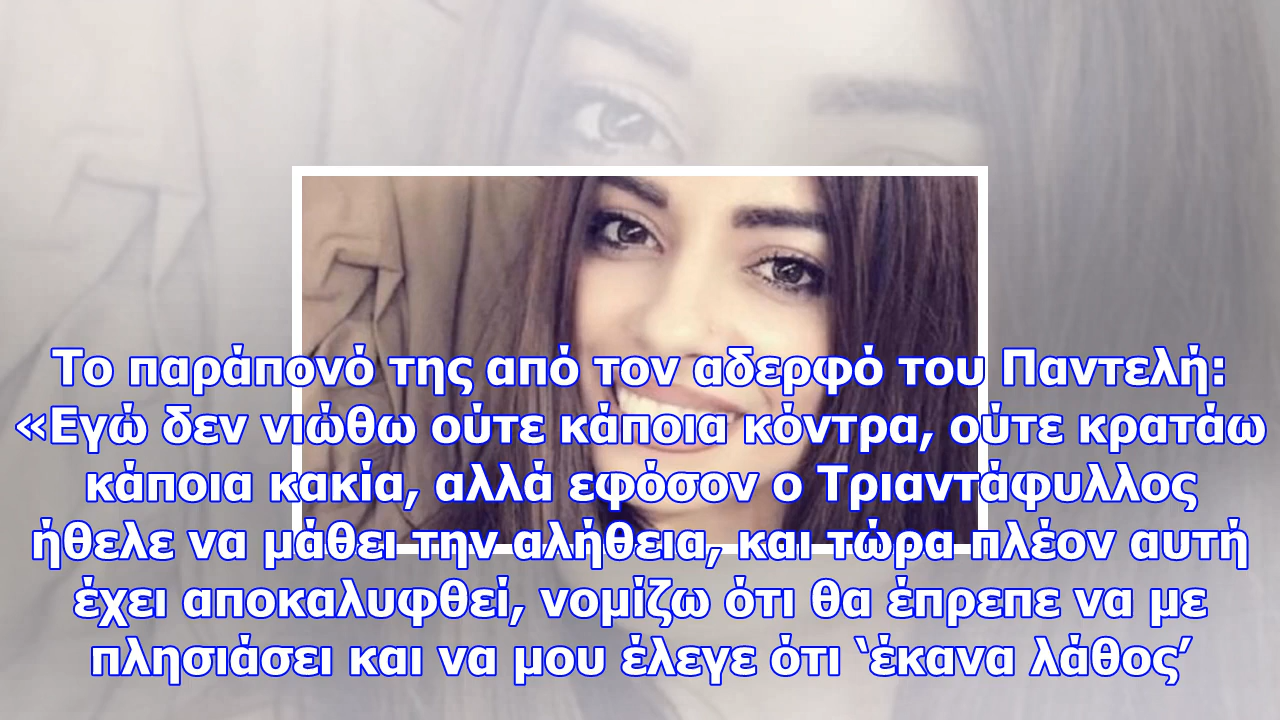 Το παράπονό της από τον αδερφό του Παντελή:
«Εγώ δεν νιώθω ούτε κάποια κόντρα, ούτε κρατάω
κάποια κακία, αλλά εφόσον ο Τριαντάφυλλος
ήθελε να μάθει την αλήθεια, και τώρα πλέον αυτή
έχει αποκαλυφθεί, νομίζω ότι θα έπρεπε να με
πλησιάσει και να μου έλεγε ότι ‘έκανα λάθος’